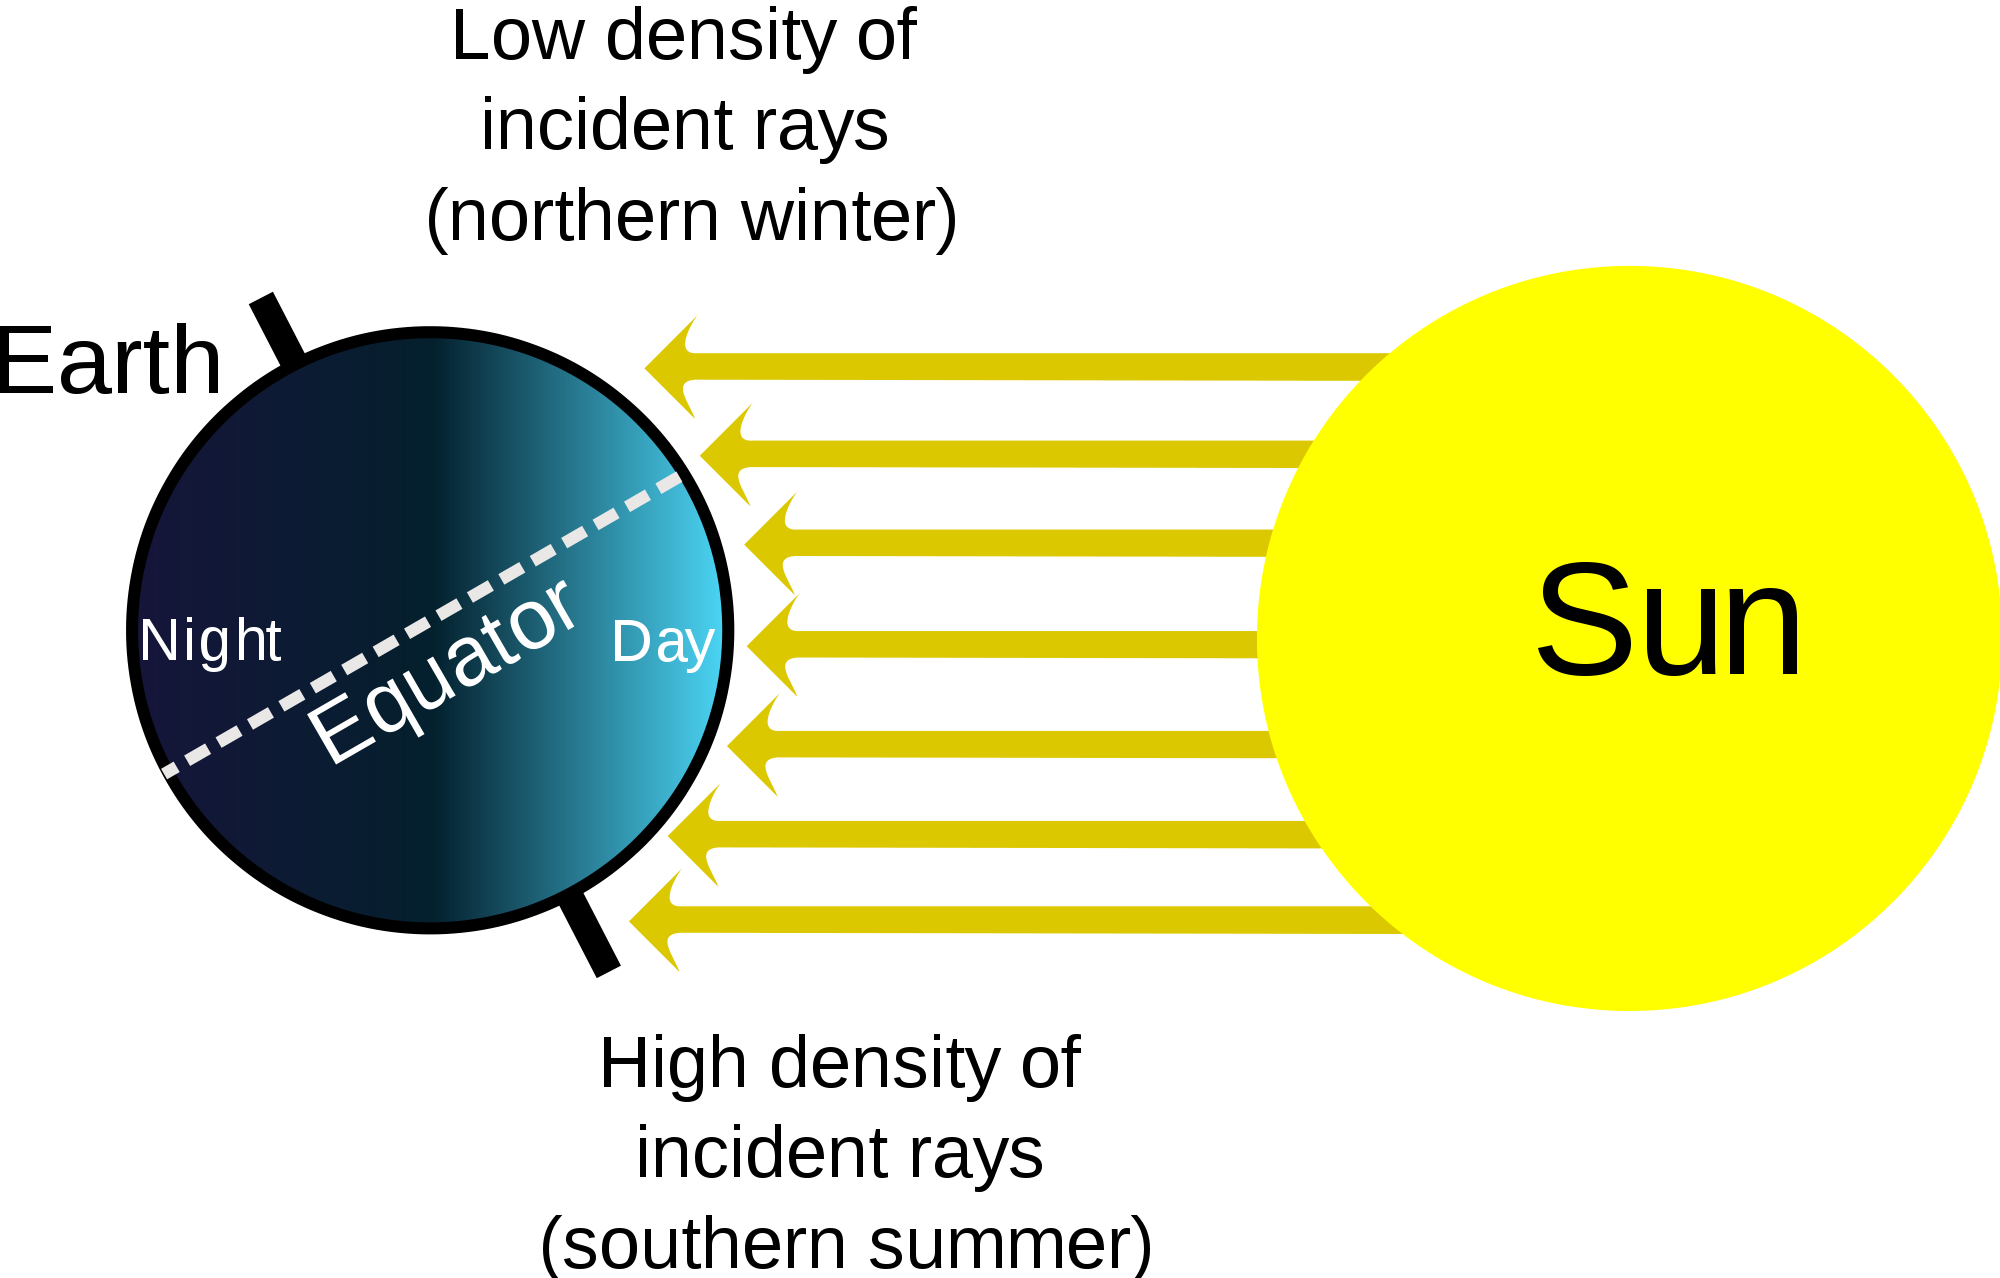 Low density of
incident rays
(northern winter)
Earth
Sun
Night
Equator
Day
High density of
incident rays
(southern summer)